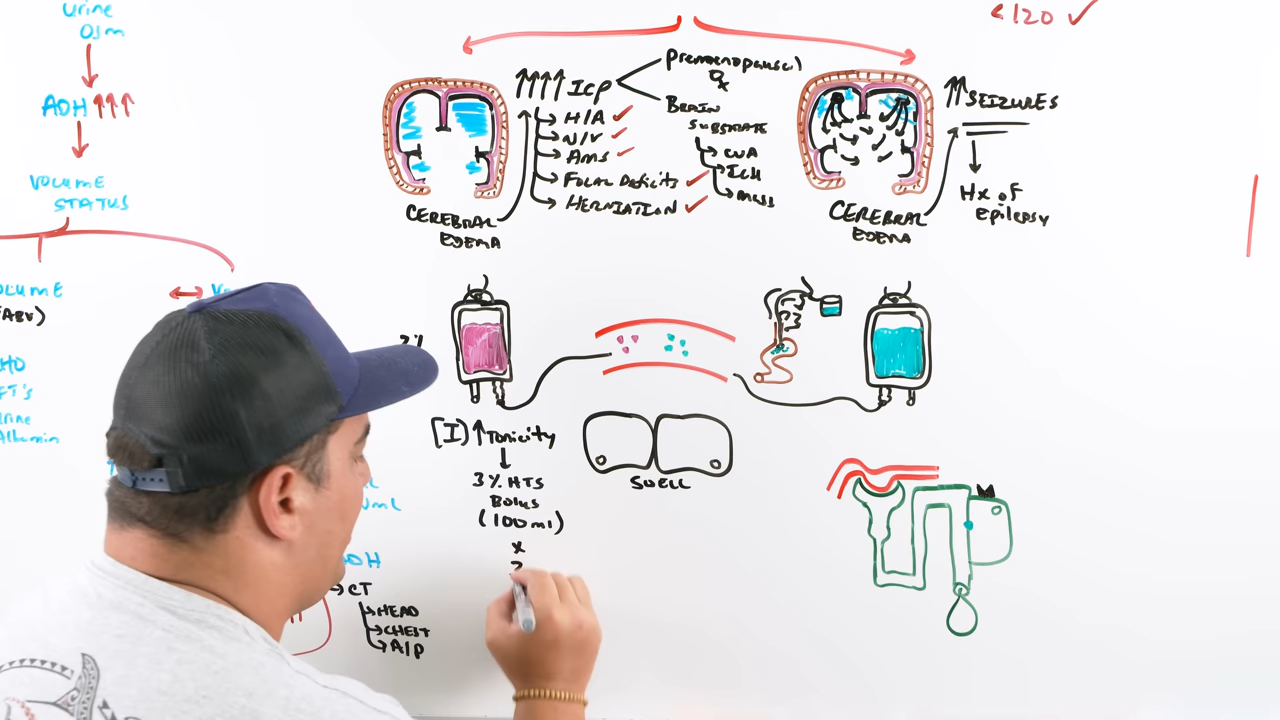 urine
Osm
ADH ↑↑↑
VOLUME
STATUS
OLUME
↑↑↑↑ ICP
H/A ✓
N/V ✓
AMS ✓
FOCAL DEFICITS ✓
HERNIATION ✓
CEREBRAL
EDEMA
premenopausal
♀
BRAIN
SUBSTRATE
CVA
ICH
<120 ✓
↑↑ SEIZURES
Hx of
Epilepsy
CEREBRAL
EDEMA
[I] ↑ Tonicity
3% HTS
Bolus
(100 ml)
x
SWELL
CT
HEAD
CHEST
A/P